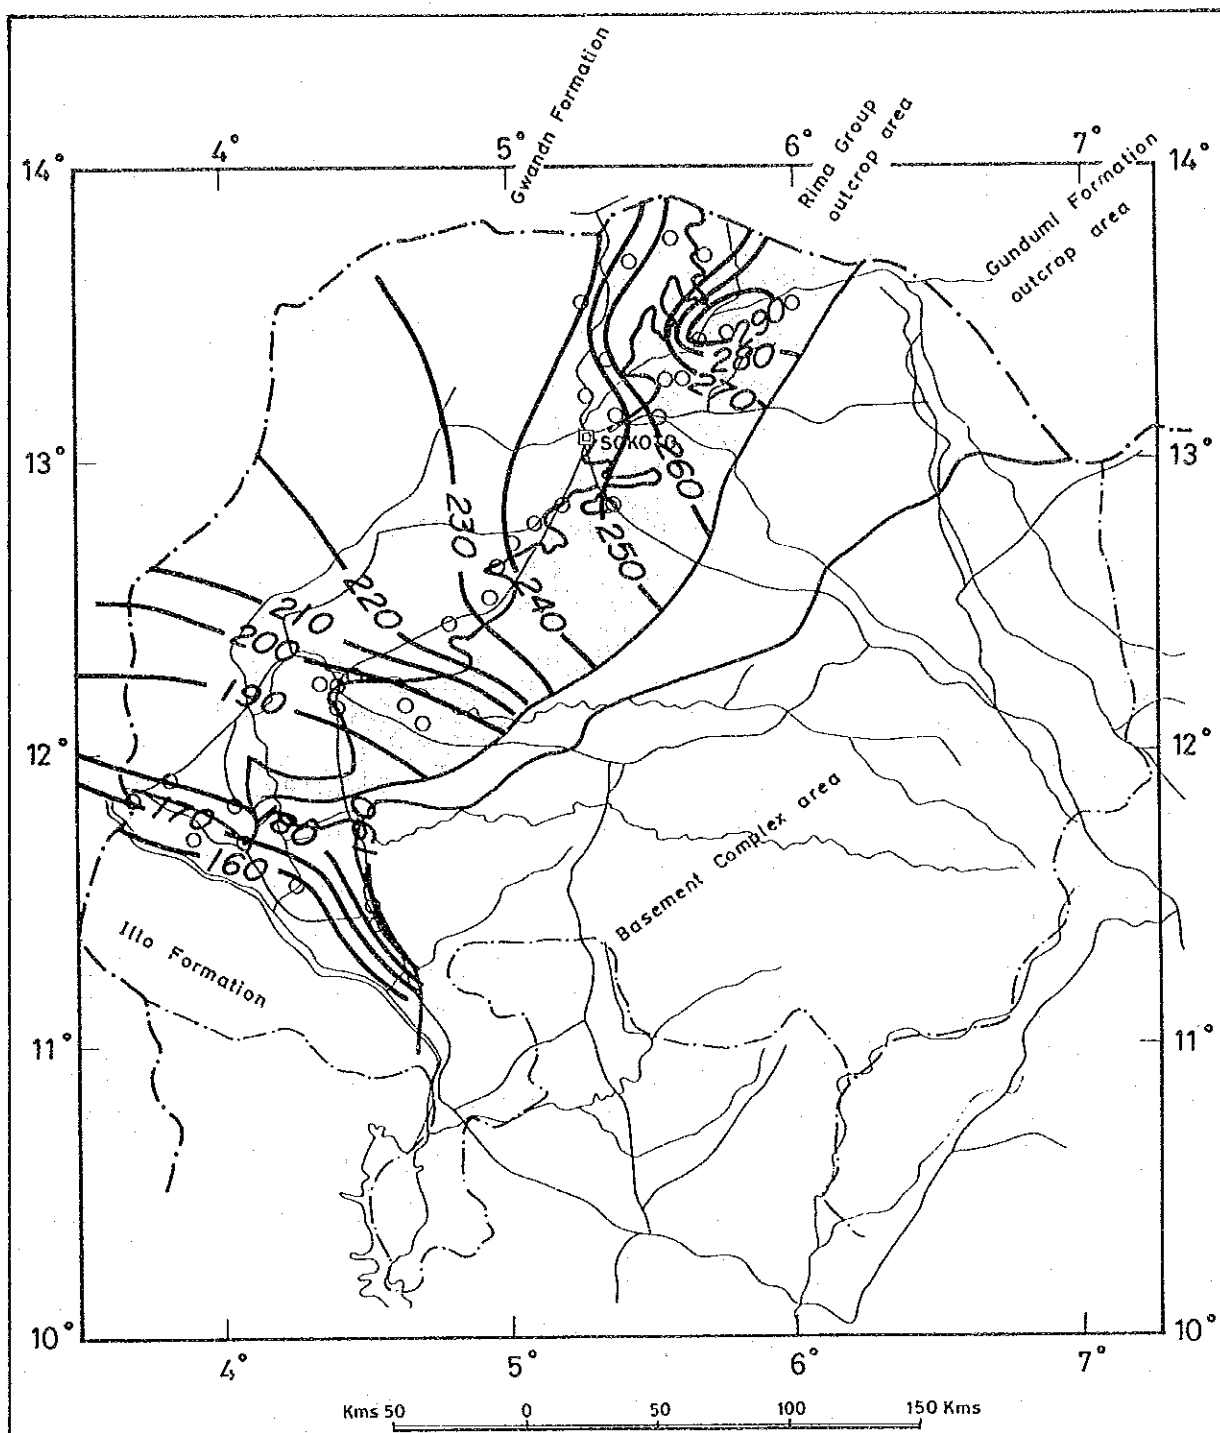 Gwandn Formation
Rima Group
outcrop area
Gundumi Formation
outcrop area
4° 5° 6° 7°
14° 14°
290
280
270
SOKOTO
260
13° 13°
230
250
240
220
210
200
190
12° 12°
180
170
160
Basement Complex area
Illo Formation
11° 11°
10° 10°
4° 5° 6° 7°
Kms 50 0 50 100 150 Kms